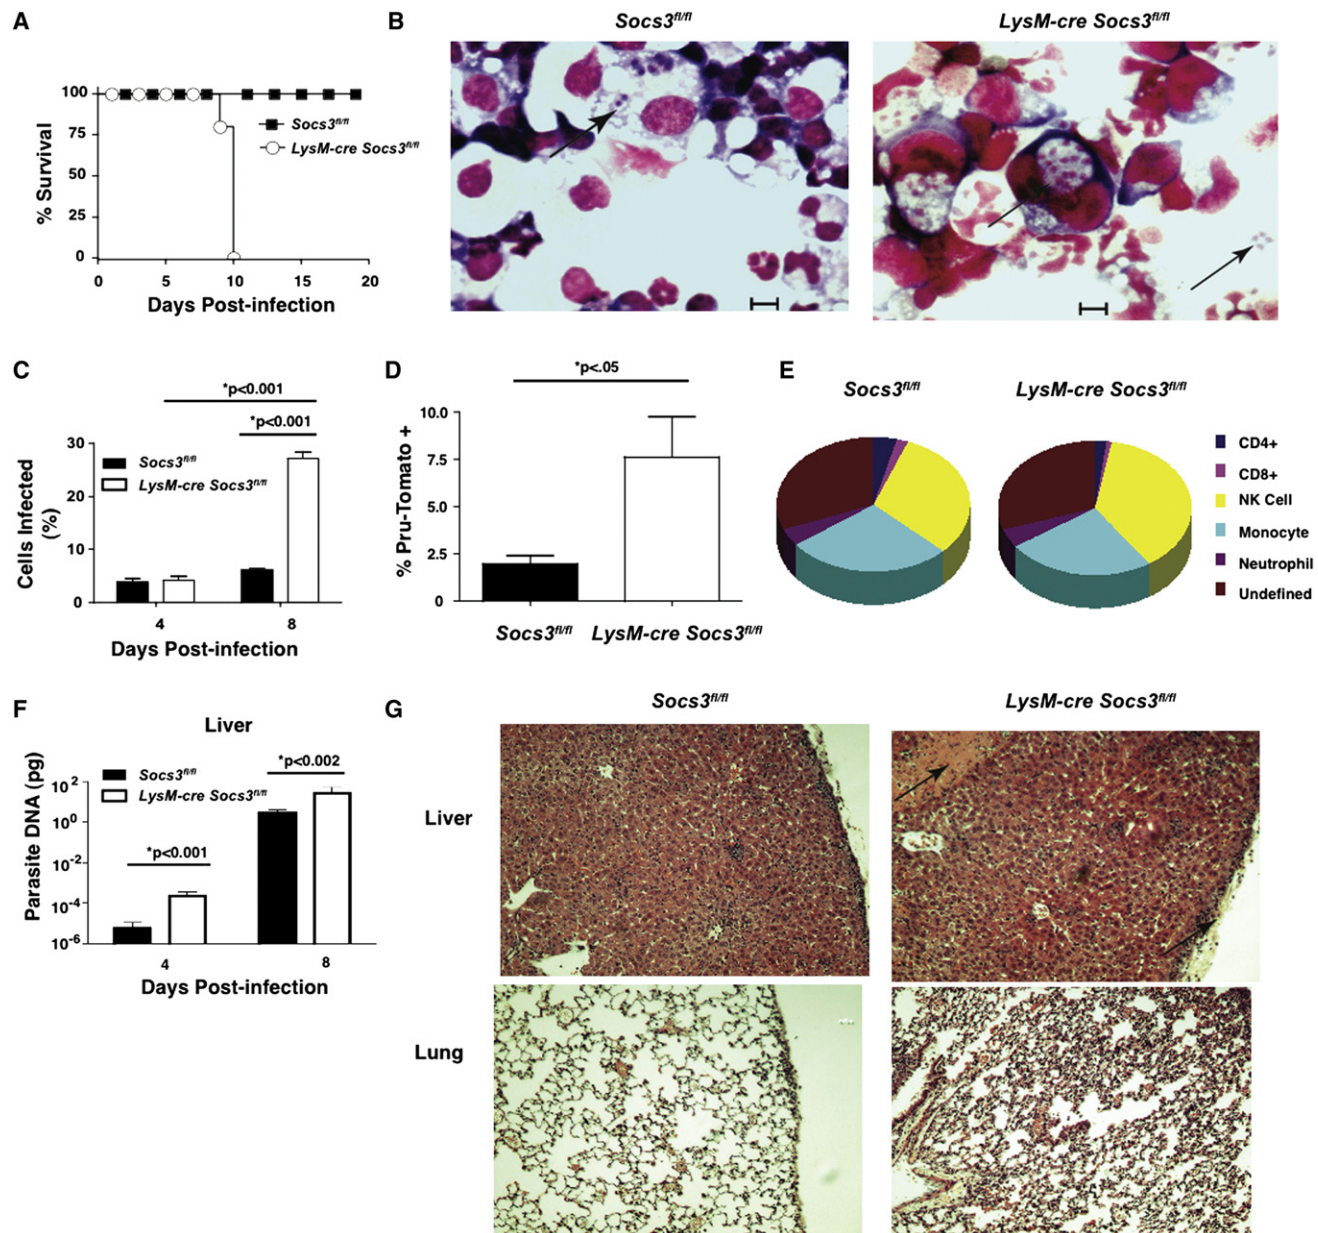 A
100
75
50
25
0
% Survival
Socs3fl/fl
LysM-cre Socs3fl/fl
0 5 10 15 20
Days Post-infection
B
Socs3fl/fl
LysM-cre Socs3fl/fl
C
*p<0.001
*p<0.001
30
20
10
0
Cells Infected
(%)
Socs3fl/fl
LysM-cre Socs3fl/fl
4 8
Days Post-infection
D
*p<.05
10.0
7.5
5.0
2.5
0
% Pru-Tomato +
Socs3fl/fl LysM-cre Socs3fl/fl
E
Socs3fl/fl
LysM-cre Socs3fl/fl
CD4+
CD8+
NK Cell
Monocyte
Neutrophil
Undefined
F
Liver
Socs3fl/fl
LysM-cre Socs3fl/fl
*p<0.002
*p<0.001
10²
10⁰
10⁻²
10⁻⁴
10⁻⁶
Parasite DNA (pg)
4 8
Days Post-infection
G
Socs3fl/fl
LysM-cre Socs3fl/fl
Liver
Lung